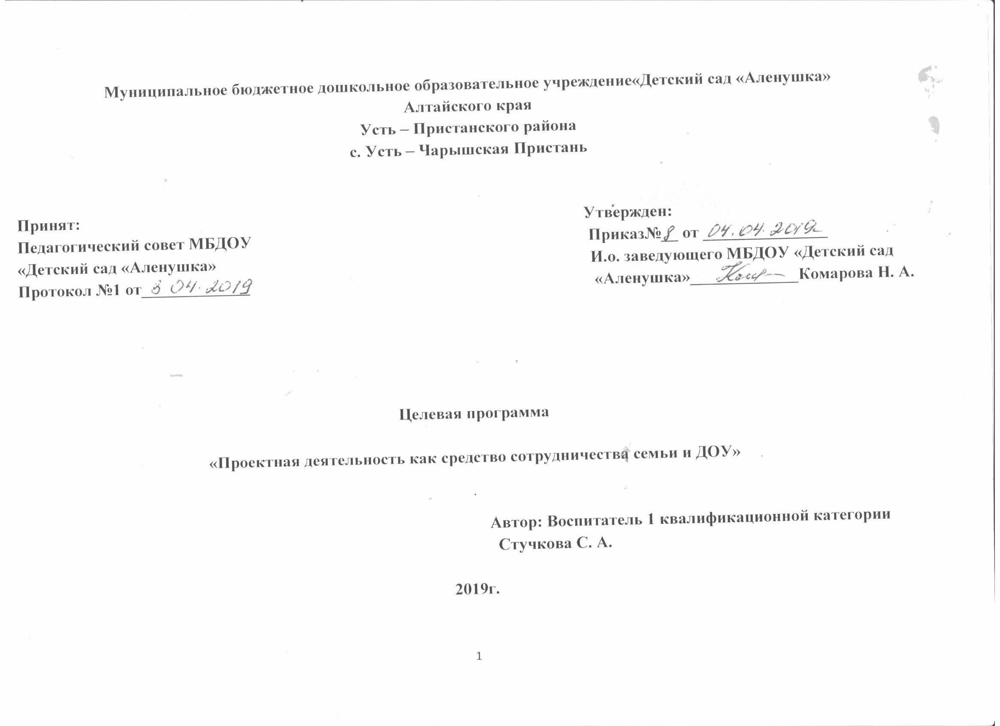 Муниципальное бюджетное дошкольное образовательное учреждение«Детский сад «Аленушка»
Алтайского края
Усть – Пристанского района
с. Усть – Чарышская Пристань
Принят:
Педагогический совет МБДОУ
«Детский сад «Аленушка»
Протокол №1 от 3 04.2019
Утвержден:
Приказ№8 от 04.04.2019г
И.о. заведующего МБДОУ «Детский сад
«Аленушка» Комарова Н. А.
Целевая программа
«Проектная деятельность как средство сотрудничества семьи и ДОУ»
Автор: Воспитатель 1 квалификационной категории
Стучкова С. А.
2019г.
1